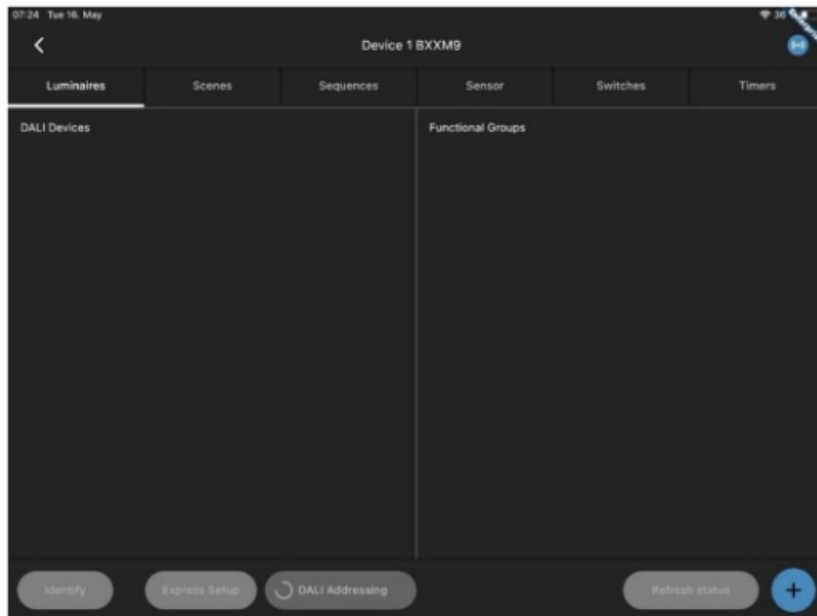 07:24 Tue 16. May
36
Device 1 BXXM9
Luminaires
Scenes
Sequences
Sensor
Switches
Timers
DALI Devices
Functional Groups
Identify
Express Setup
DALI Addressing
Refresh status
+